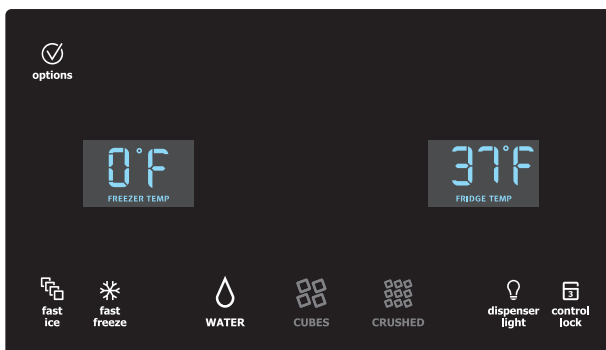 options
0°F
FREEZER TEMP
37°F
FRIDGE TEMP
fast
ice
fast
freeze
WATER
CUBES
CRUSHED
dispenser
light
3
control
lock